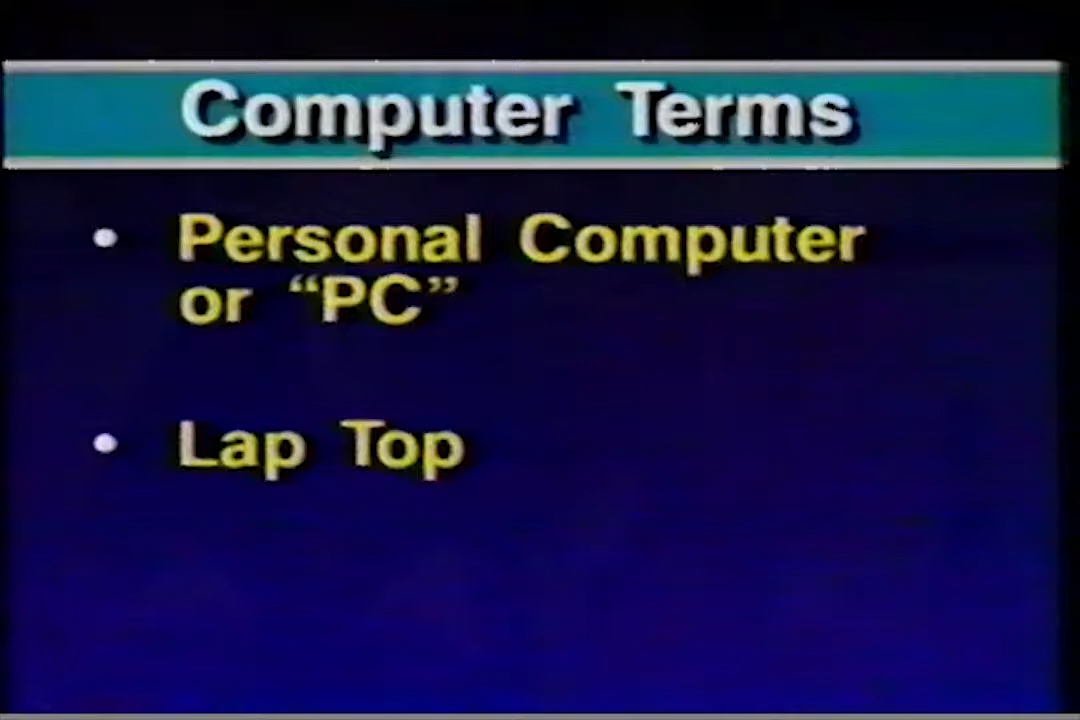 Computer Terms
• Personal Computer
or “PC”
• Lap Top